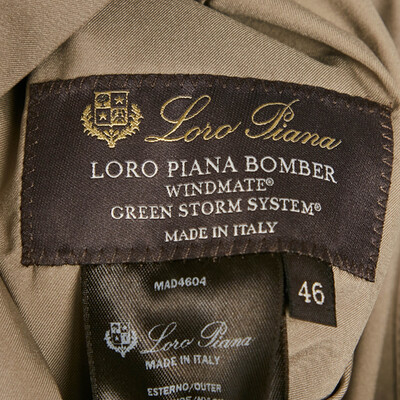 Loro Piana
LORO PIANA BOMBER
WINDMATE®
GREEN STORM SYSTEM®
MADE IN ITALY
46
MAD4604
Loro Piana
MADE IN ITALY
ESTERNO/OUTER